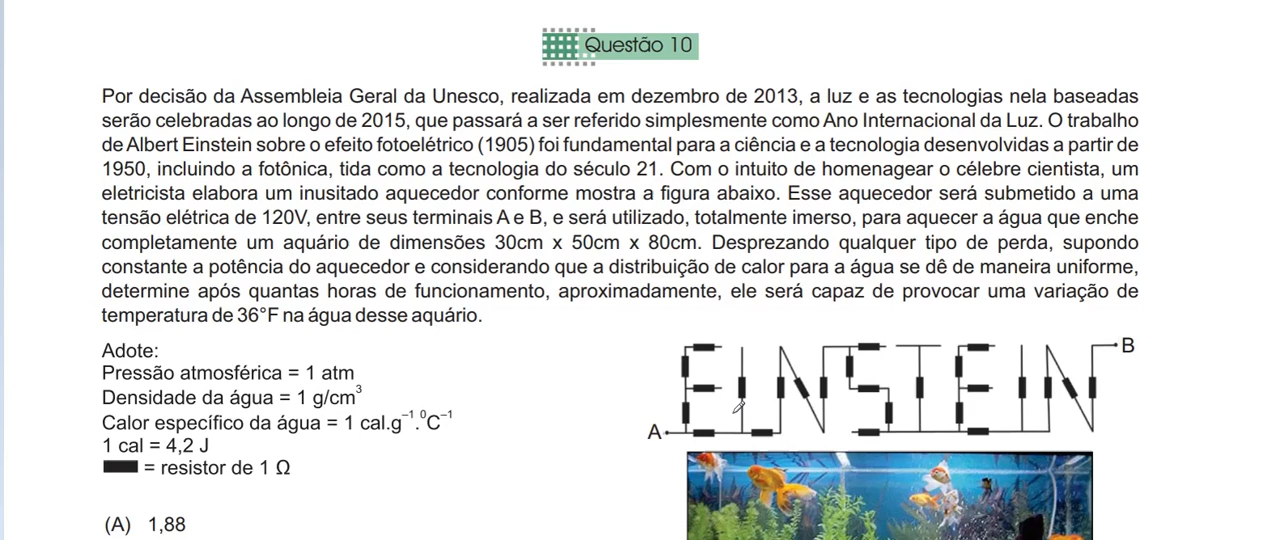 Questão 10
Por decisão da Assembleia Geral da Unesco, realizada em dezembro de 2013, a luz e as tecnologias nela baseadas
serão celebradas ao longo de 2015, que passará a ser referido simplesmente como Ano Internacional da Luz. O trabalho
de Albert Einstein sobre o efeito fotoelétrico (1905) foi fundamental para a ciência e a tecnologia desenvolvidas a partir de
1950, incluindo a fotônica, tida como a tecnologia do século 21. Com o intuito de homenagear o célebre cientista, um
eletricista elabora um inusitado aquecedor conforme mostra a figura abaixo. Esse aquecedor será submetido a uma
tensão elétrica de 120V, entre seus terminais A e B, e será utilizado, totalmente imerso, para aquecer a água que enche
completamente um aquário de dimensões 30cm x 50cm x 80cm. Desprezando qualquer tipo de perda, supondo
constante a potência do aquecedor e considerando que a distribuição de calor para a água se dê de maneira uniforme,
determine após quantas horas de funcionamento, aproximadamente, ele será capaz de provocar uma variação de
temperatura de 36°F na água desse aquário.
Adote:
Pressão atmosférica = 1 atm
Densidade da água = 1 g/cm³
Calor específico da água = 1 cal.g⁻¹.⁰C⁻¹
1 cal = 4,2 J
= resistor de 1 Ω
(A) 1,88
EINSTEIN
B
A